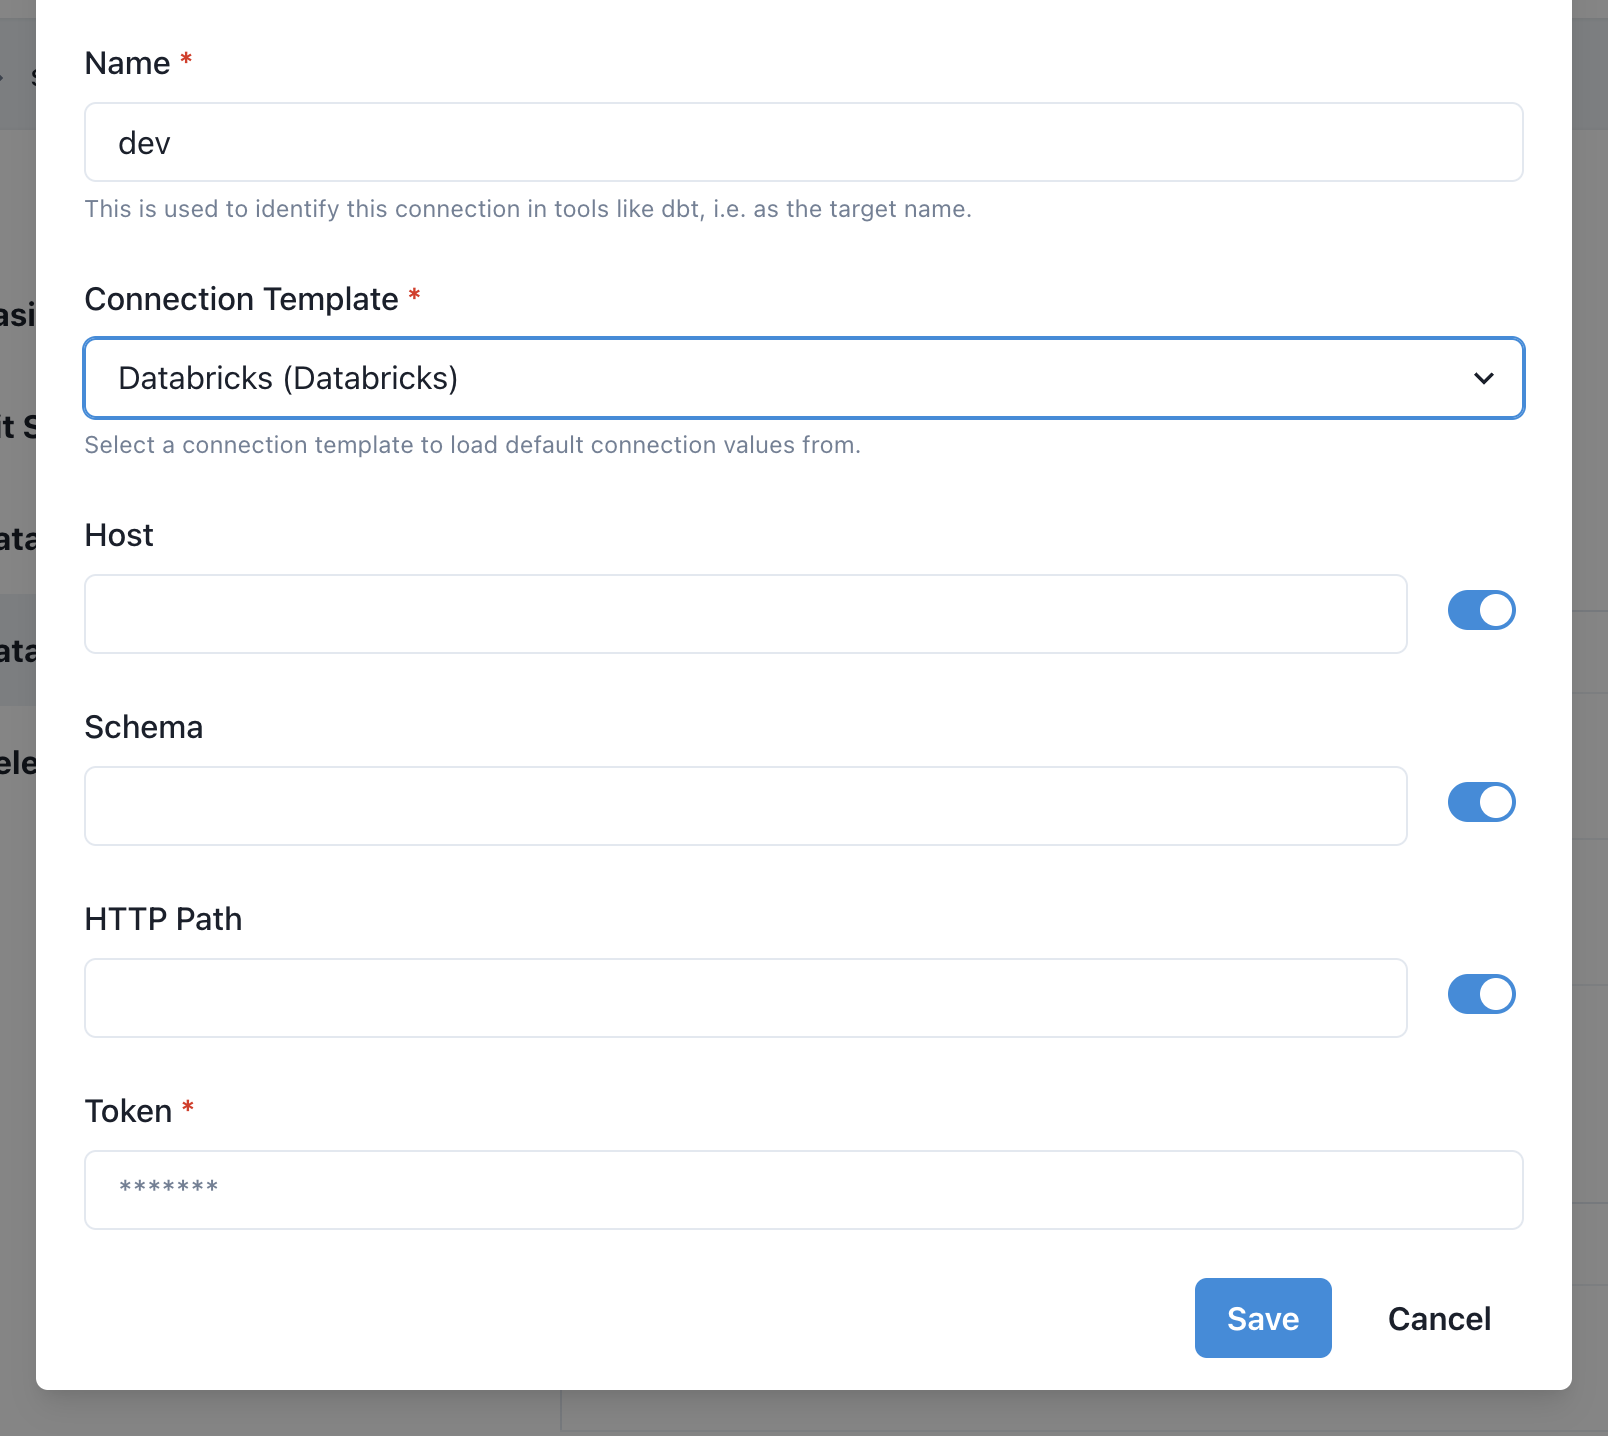 Name *
dev
This is used to identify this connection in tools like dbt, i.e. as the target name.
Connection Template *
Databricks (Databricks)
Select a connection template to load default connection values from.
Host
Schema
HTTP Path
Token *
*******
Save
Cancel